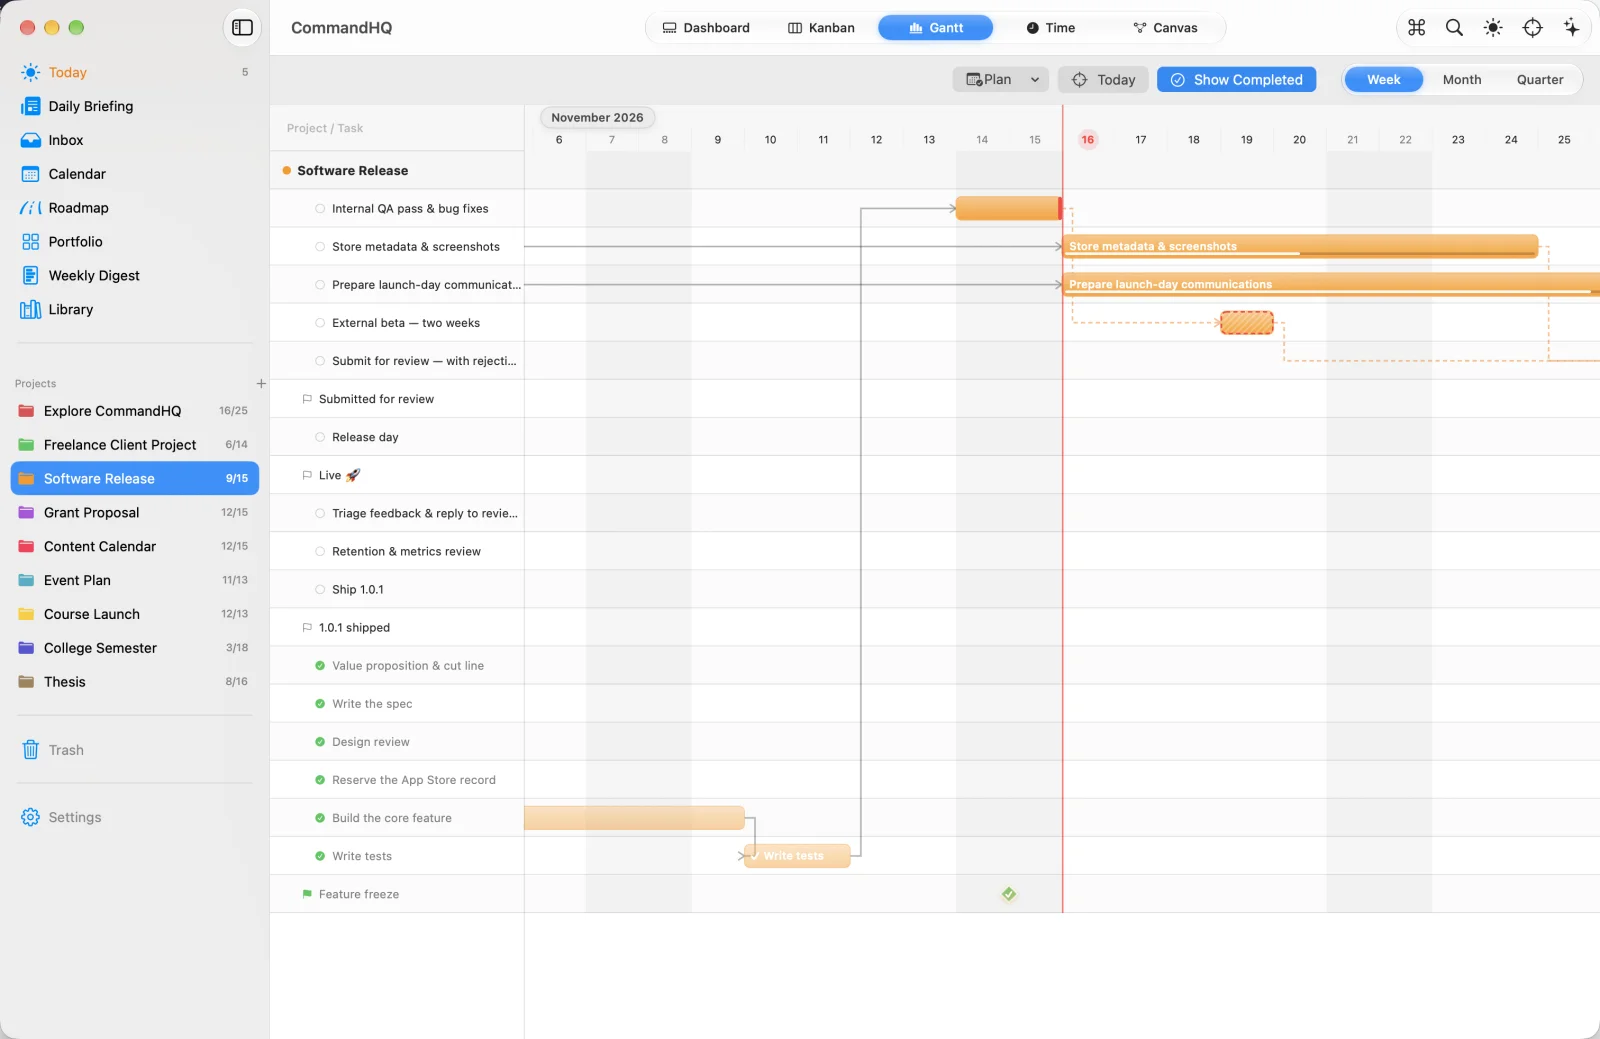 CommandHQ
Dashboard
Kanban
Gantt
Time
Canvas
Plan
Today
Show Completed
Week
Month
Quarter
Today 5
Daily Briefing
Inbox
Calendar
Roadmap
Portfolio
Weekly Digest
Library
Projects +
Explore CommandHQ 16/25
Freelance Client Project 6/14
Software Release 9/15
Grant Proposal 12/15
Content Calendar 12/15
Event Plan 11/13
Course Launch 12/13
College Semester 3/18
Thesis 8/16
Trash
Settings
Project / Task
November 2026
6 7 8 9 10 11 12 13 14 15 16 17 18 19 20 21 22 23 24 25
Software Release
Internal QA pass & bug fixes
Store metadata & screenshots
Store metadata & screenshots
Prepare launch-day communicat...
Prepare launch-day communications
External beta — two weeks
Submit for review — with rejecti...
Submitted for review
Release day
Live 🚀
Triage feedback & reply to revie...
Retention & metrics review
Ship 1.0.1
1.0.1 shipped
Value proposition & cut line
Write the spec
Design review
Reserve the App Store record
Build the core feature
Write tests
✓ Write tests
Feature freeze